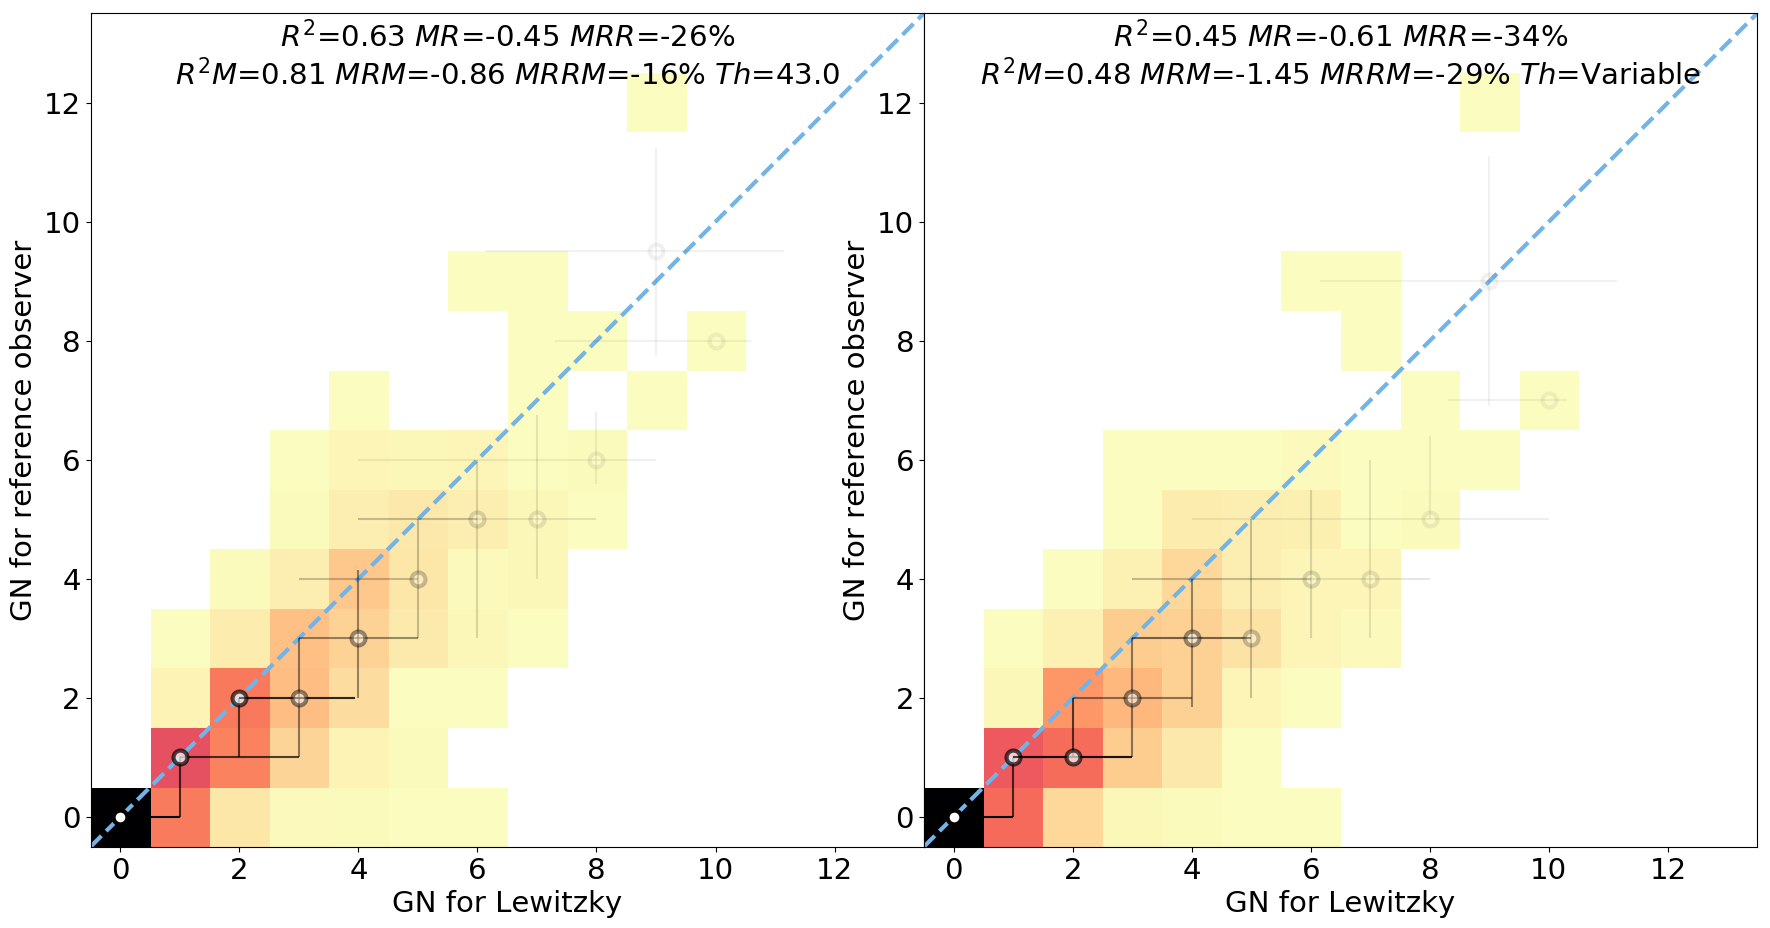 R²=0.63 MR=-0.45 MRR=-26%
R²M=0.81 MRM=-0.86 MRRM=-16% Th=43.0
12
10
8
6
4
2
0
GN for reference observer
0 2 4 6 8 10 12
GN for Lewitzky
R²=0.45 MR=-0.61 MRR=-34%
R²M=0.48 MRM=-1.45 MRRM=-29% Th=Variable
12
10
8
6
4
2
0
GN for reference observer
0 2 4 6 8 10 12
GN for Lewitzky